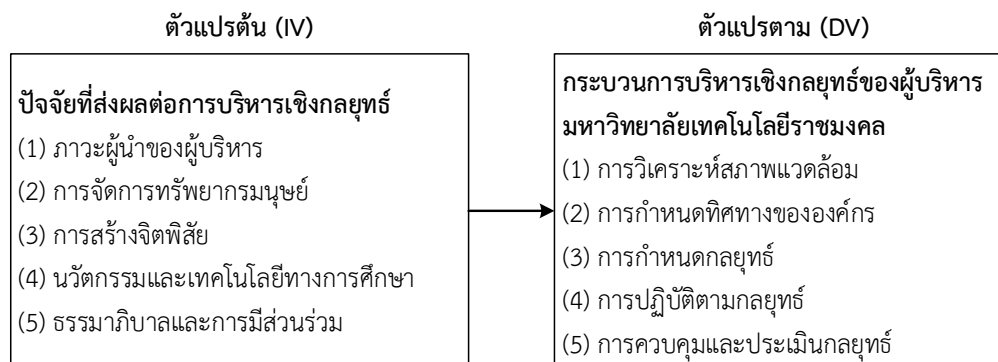 ตัวแปรต้น (IV)
ปัจจัยที่ส่งผลต่อการบริหารเชิงกลยุทธ์
(1) ภาวะผู้นำของผู้บริหาร
(2) การจัดการทรัพยากรมนุษย์
(3) การสร้างจิตพิสัย
(4) นวัตกรรมและเทคโนโลยีทางการศึกษา
(5) ธรรมาภิบาลและการมีส่วนร่วม
ตัวแปรตาม (DV)
กระบวนการบริหารเชิงกลยุทธ์ของผู้บริหาร
มหาวิทยาลัยเทคโนโลยีราชมงคล
(1) การวิเคราะห์สภาพแวดล้อม
(2) การกำหนดทิศทางขององค์กร
(3) การกำหนดกลยุทธ์
(4) การปฏิบัติตามกลยุทธ์
(5) การควบคุมและประเมินกลยุทธ์